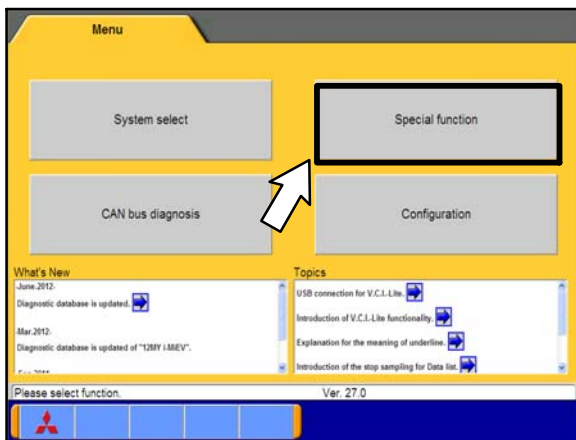 Menu
System select
Special function
CAN bus diagnosis
Configuration
What's New
-June.2012-
Diagnostic database is updated.
-Mar.2012-
Diagnostic database is updated of "12MY i-MiEV".
Topics
USB connection for V.C.I.-Lite.
Introduction of V.C.I.-Lite functionality.
Explanation for the meaning of underline.
Introduction of the stop sampling for Data list.
Please select function.
Ver. 27.0